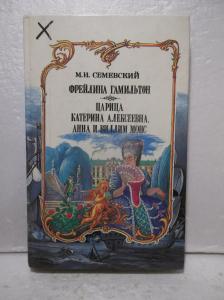 М.И. СЕМЕВСКИЙ
ФРЕЙЛИНА ГАМИЛЬТОН
ЦАРИЦА
КАТЕРИНА АЛЕКСЕЕВНА,
АННА И ВИЛЛИМ МОНС